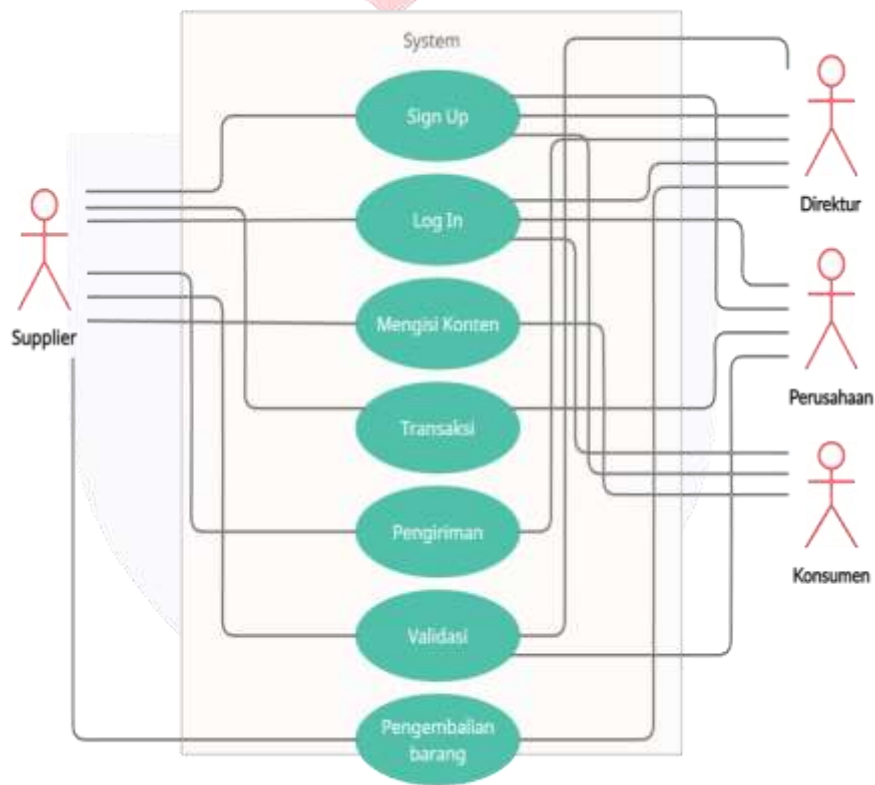 System
Sign Up
Log In
Mengisi Konten
Transaksi
Pengiriman
Validasi
Pengembalian
barang
Supplier
Direktur
Perusahaan
Konsumen